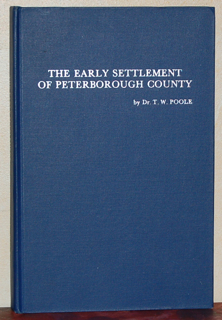 THE EARLY SETTLEMENT
OF PETERBOROUGH COUNTY
by Dr. T. W. POOLE